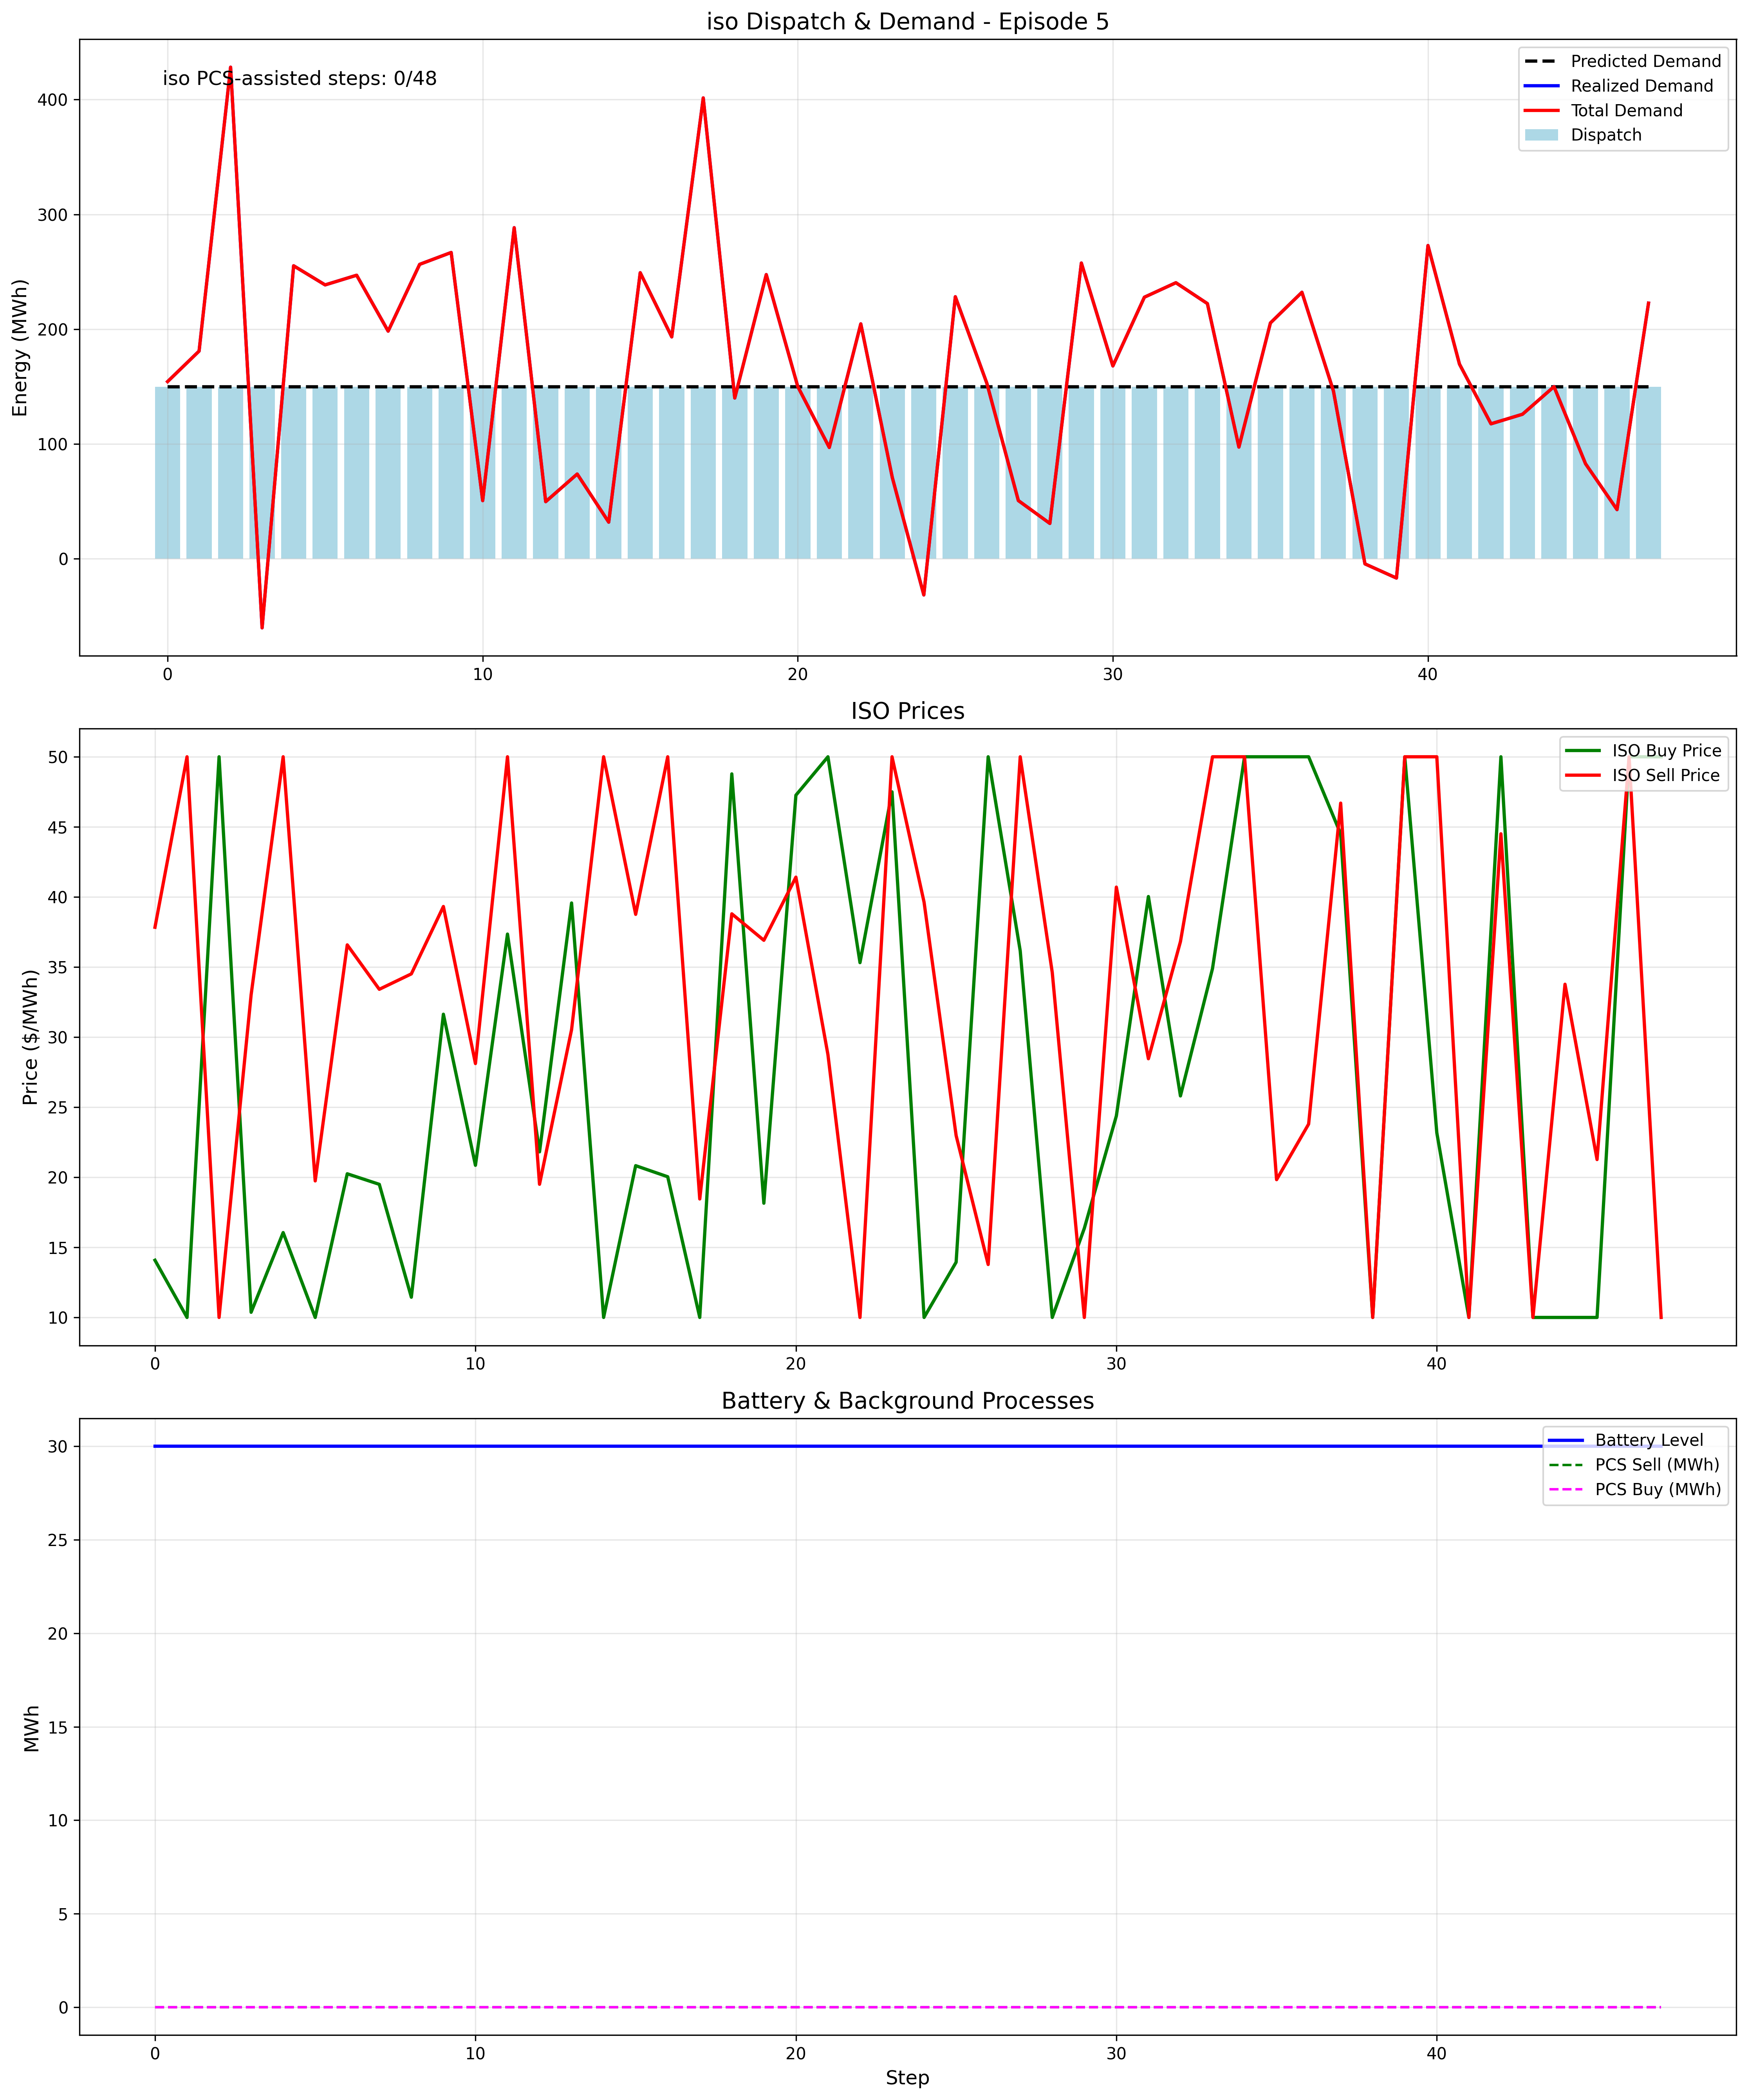 iso Dispatch & Demand - Episode 5
iso PCS-assisted steps: 0/48
Predicted Demand
Realized Demand
Total Demand
Dispatch
Energy (MWh)
400
300
200
100
0
0 10 20 30 40
ISO Prices
ISO Buy Price
ISO Sell Price
Price ($/MWh)
50
45
40
35
30
25
20
15
10
0 10 20 30 40
Battery & Background Processes
Battery Level
PCS Sell (MWh)
PCS Buy (MWh)
MWh
30
25
20
15
10
5
0
0 10 20 30 40
Step